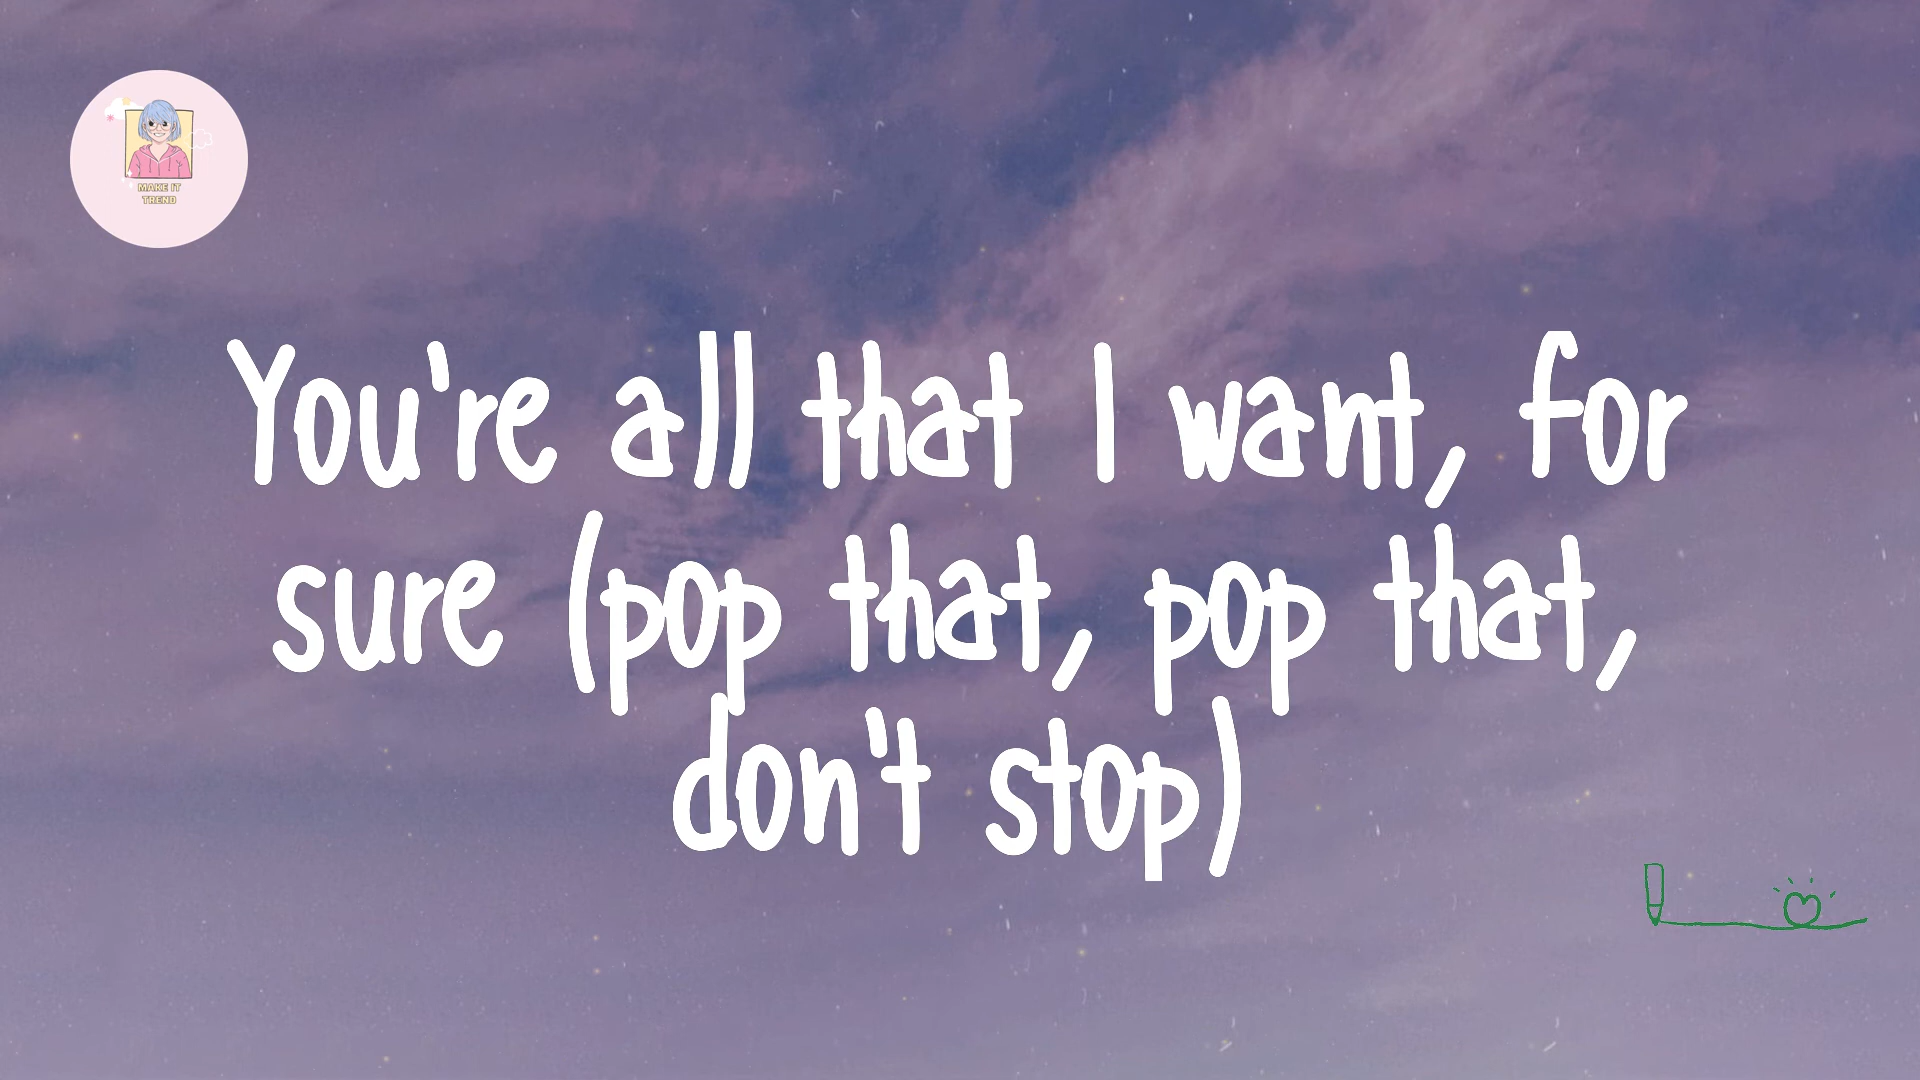 MAKE IT
TREND
You're all that I want, for
sure (pop that, pop that,
don't stop)